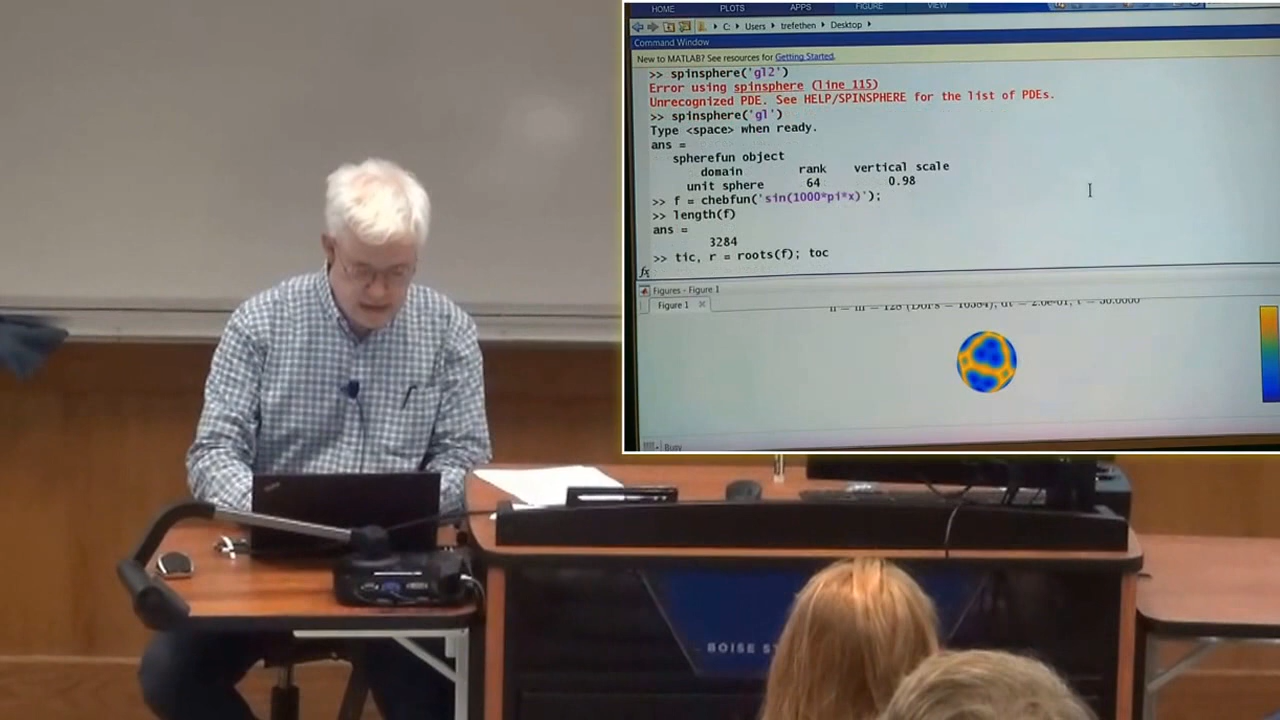 HOME PLOTS APPS FIGURE VIEW
C: Users trefethen Desktop
Command Window
New to MATLAB? See resources for Getting Started.
>> spinsphere('gl2')
Error using spinsphere (line 115)
Unrecognized PDE. See HELP/SPINSPHERE for the list of PDEs.
>> spinsphere('gl')
Type <space> when ready.
ans =
spherefun object
domain rank vertical scale
unit sphere 64 0.98
>> f = chebfun('sin(1000*pi*x)');
>> length(f)
ans =
3284
>> tic, r = roots(f); toc
fx
Figures - Figure 1
Figure 1
Busy
BOISE ST